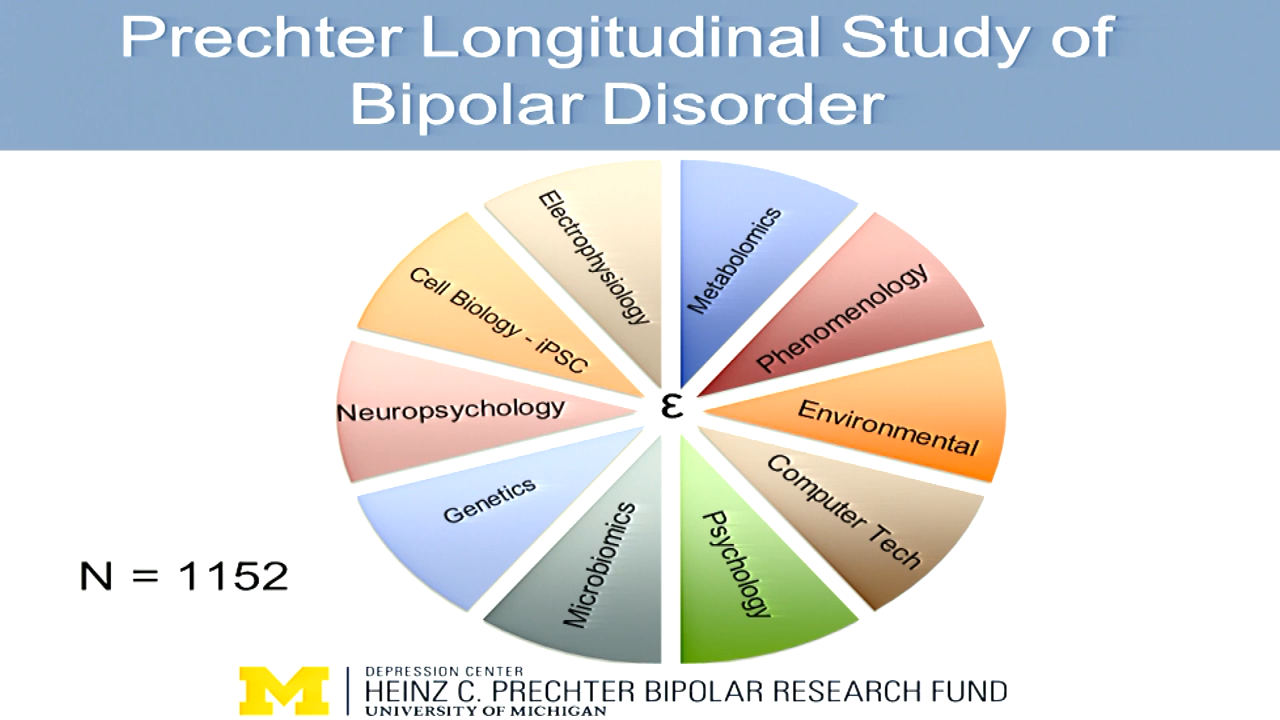 Prechter Longitudinal Study of
Bipolar Disorder
Electrophysiology
Metabolomics
Cell Biology - iPSC
Phenomenology
Neuropsychology
ε
Environmental
Genetics
Computer Tech
Microbiomics
Psychology
N = 1152
M
DEPRESSION CENTER
HEINZ C. PRECHTER BIPOLAR RESEARCH FUND
UNIVERSITY OF MICHIGAN